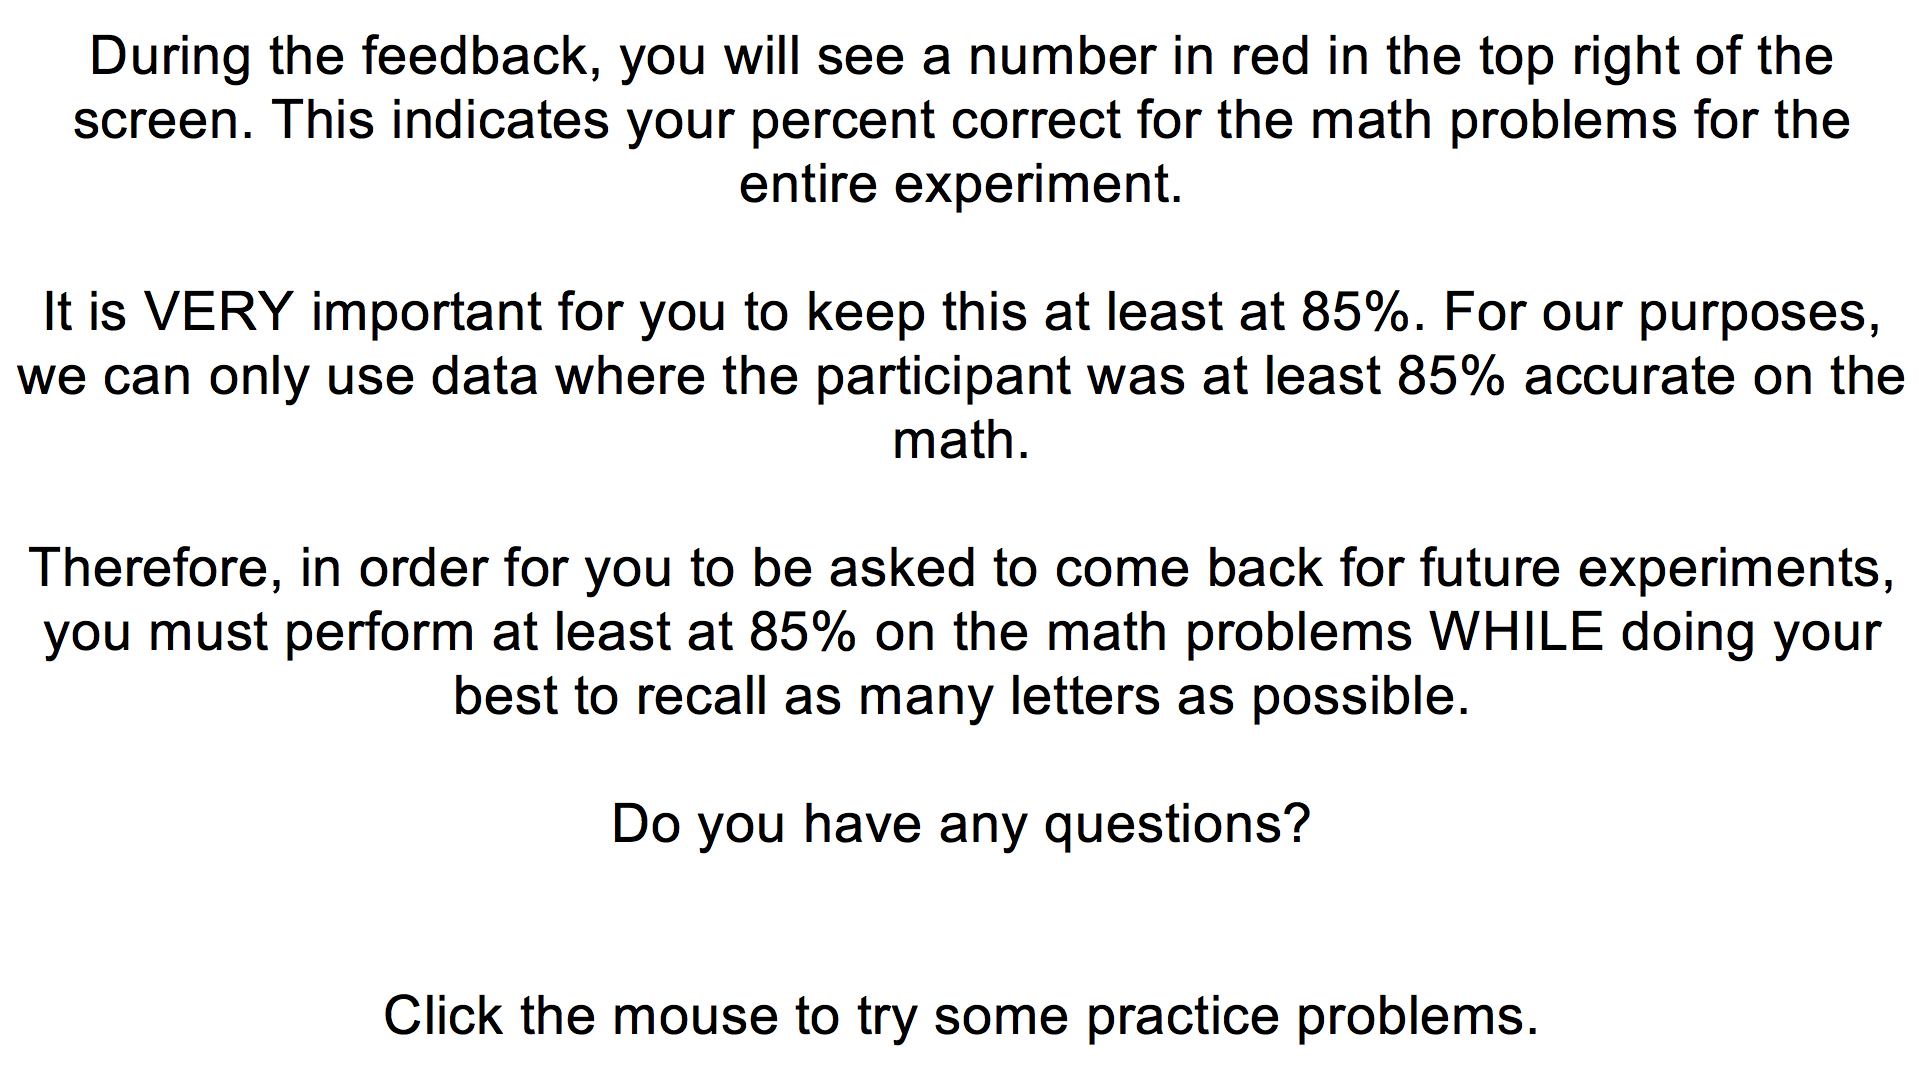 During the feedback, you will see a number in red in the top right of the
screen. This indicates your percent correct for the math problems for the
entire experiment.
It is VERY important for you to keep this at least at 85%. For our purposes,
we can only use data where the participant was at least 85% accurate on the
math.
Therefore, in order for you to be asked to come back for future experiments,
you must perform at least at 85% on the math problems WHILE doing your
best to recall as many letters as possible.
Do you have any questions?
Click the mouse to try some practice problems.